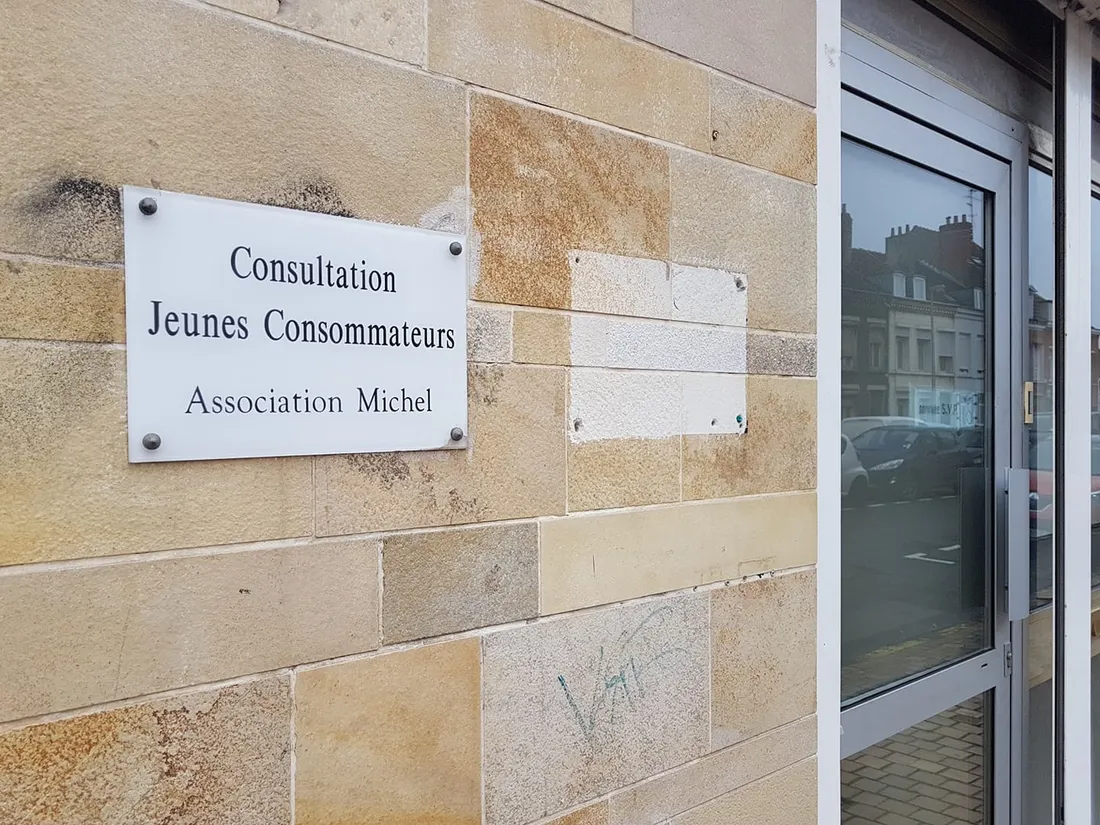 Consultation
Jeunes Consommateurs
Association Michel